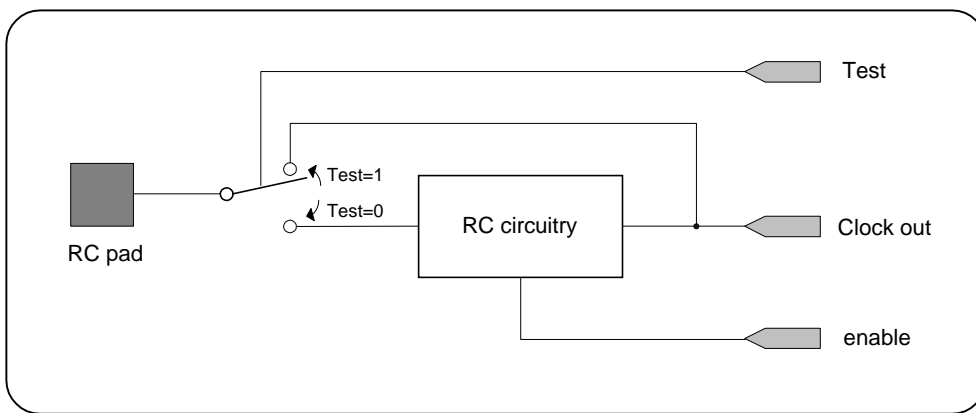 Test
Test=1
Test=0
RC pad
RC circuitry
Clock out
enable